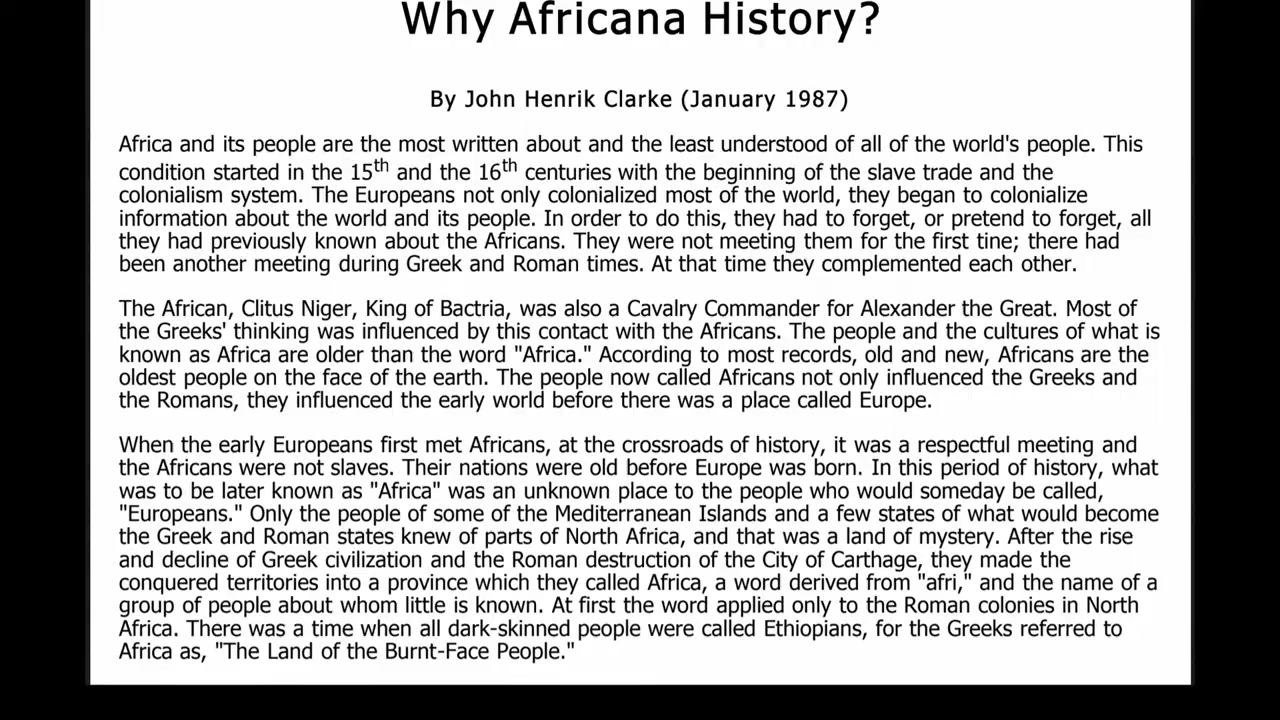 Why Africana History?
By John Henrik Clarke (January 1987)
Africa and its people are the most written about and the least understood of all of the world's people. This
condition started in the 15th and the 16th centuries with the beginning of the slave trade and the
colonialism system. The Europeans not only colonialized most of the world, they began to colonialize
information about the world and its people. In order to do this, they had to forget, or pretend to forget, all
they had previously known about the Africans. They were not meeting them for the first tine; there had
been another meeting during Greek and Roman times. At that time they complemented each other.
The African, Clitus Niger, King of Bactria, was also a Cavalry Commander for Alexander the Great. Most of
the Greeks' thinking was influenced by this contact with the Africans. The people and the cultures of what is
known as Africa are older than the word "Africa." According to most records, old and new, Africans are the
oldest people on the face of the earth. The people now called Africans not only influenced the Greeks and
the Romans, they influenced the early world before there was a place called Europe.
When the early Europeans first met Africans, at the crossroads of history, it was a respectful meeting and
the Africans were not slaves. Their nations were old before Europe was born. In this period of history, what
was to be later known as "Africa" was an unknown place to the people who would someday be called,
"Europeans." Only the people of some of the Mediterranean Islands and a few states of what would become
the Greek and Roman states knew of parts of North Africa, and that was a land of mystery. After the rise
and decline of Greek civilization and the Roman destruction of the City of Carthage, they made the
conquered territories into a province which they called Africa, a word derived from "afri," and the name of a
group of people about whom little is known. At first the word applied only to the Roman colonies in North
Africa. There was a time when all dark-skinned people were called Ethiopians, for the Greeks referred to
Africa as, "The Land of the Burnt-Face People."